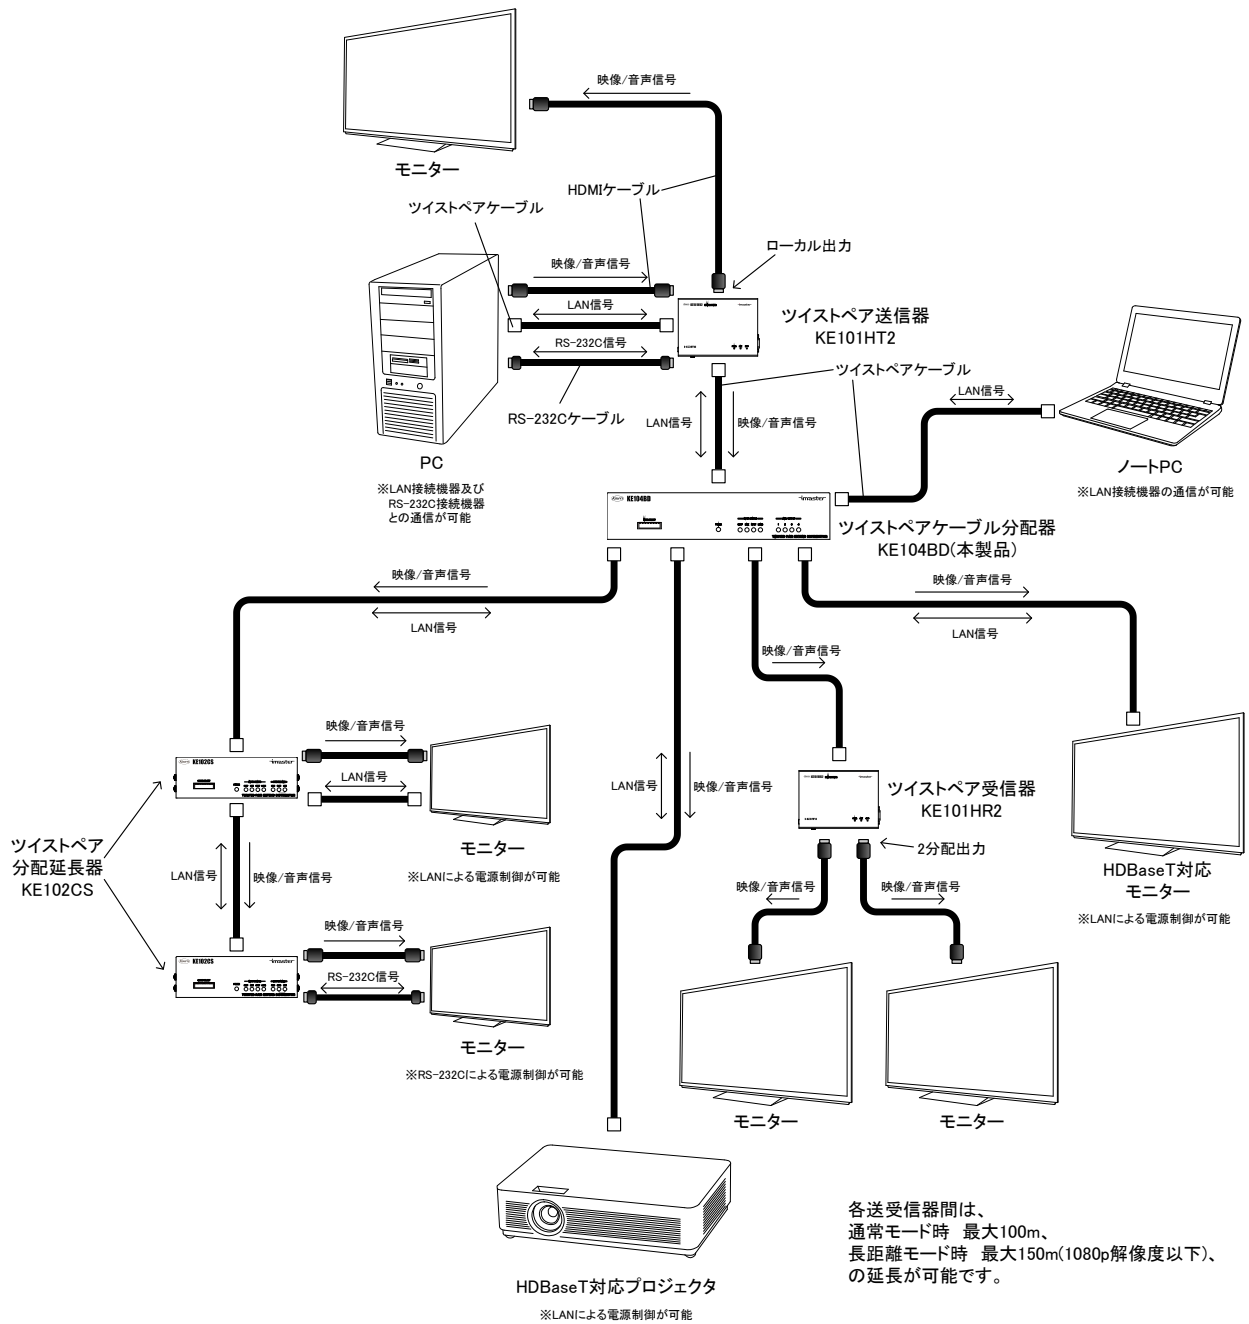 映像/音声信号
モニター
HDMIケーブル
ツイストペアケーブル
ローカル出力
映像/音声信号
LAN信号
RS-232C信号
ツイストペア送信器
KE101HT2
RS-232Cケーブル
PC
※LAN接続機器及び
RS-232C接続機器
との通信が可能
ツイストペアケーブル
LAN信号
映像/音声信号
LAN信号
ノートPC
※LAN接続機器の通信が可能
KE104BD
imaster
ツイストペアケーブル分配器
KE104BD(本製品)
映像/音声信号
LAN信号
映像/音声信号
LAN信号
映像/音声信号
LAN信号
映像/音声信号
KE102CS
imaster
映像/音声信号
LAN信号
モニター
※LANによる電源制御が可能
ツイストペア
分配延長器
KE102CS
LAN信号
映像/音声信号
KE102CS
imaster
映像/音声信号
RS-232C信号
モニター
※RS-232Cによる電源制御が可能
ツイストペア受信器
KE101HR2
2分配出力
映像/音声信号
映像/音声信号
モニター
モニター
HDBaseT対応
モニター
※LANによる電源制御が可能
HDBaseT対応プロジェクタ
※LANによる電源制御が可能
各送受信器間は、
通常モード時 最大100m、
長距離モード時 最大150m(1080p解像度以下)、
の延長が可能です。